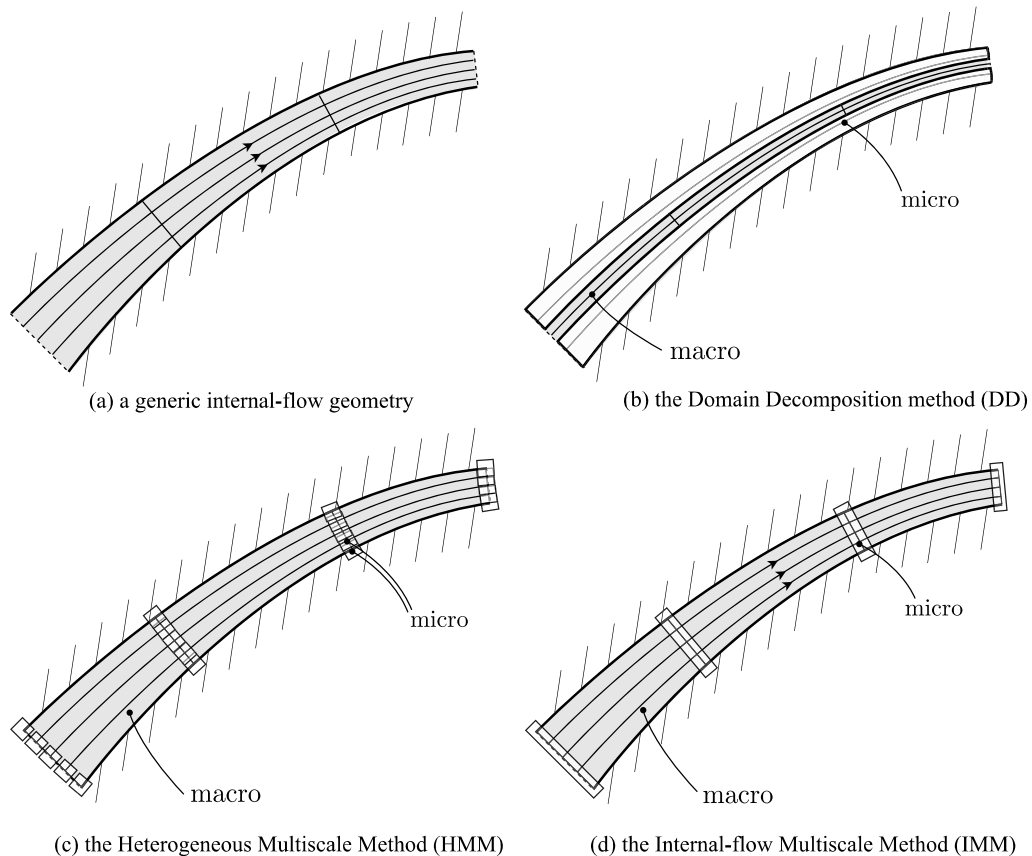 micro
macro
(a) a generic internal-flow geometry
(b) the Domain Decomposition method (DD)
micro
macro
micro
macro
(c) the Heterogeneous Multiscale Method (HMM)
(d) the Internal-flow Multiscale Method (IMM)